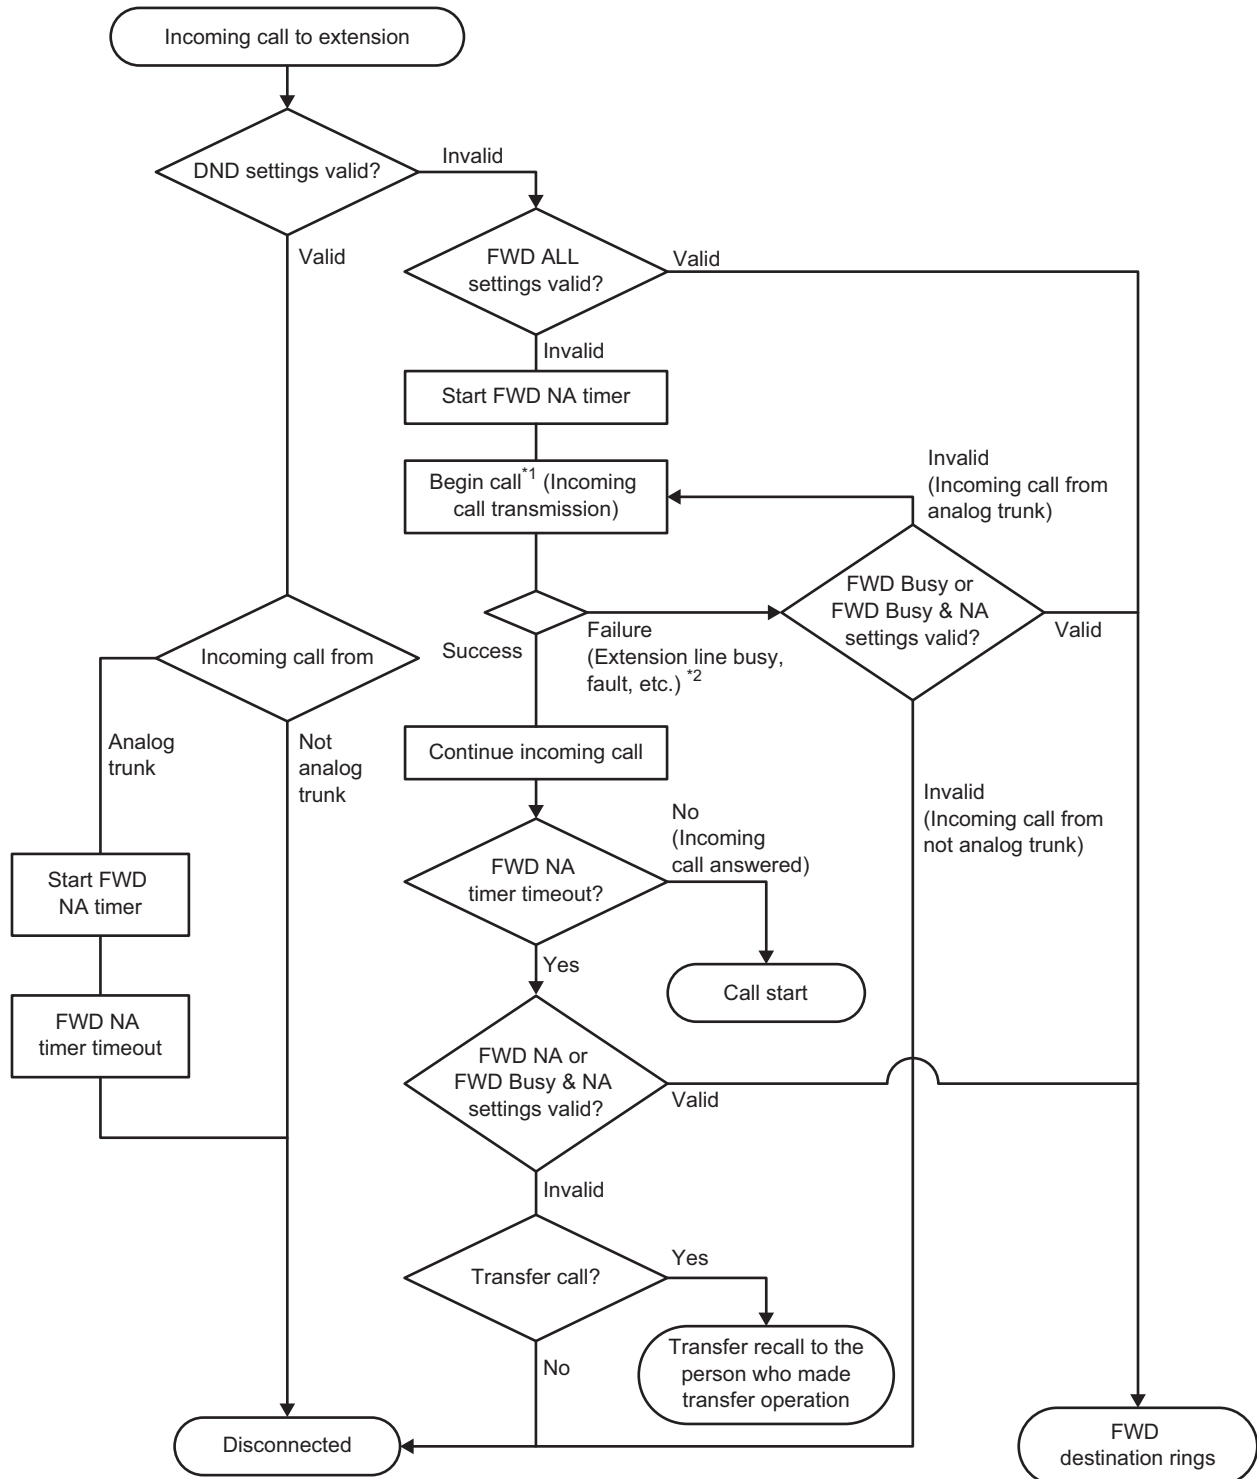 Incoming call to extension
DND settings valid?
Invalid
Valid
FWD ALL
settings valid?
Valid
Invalid
Start FWD NA timer
Begin call*1 (Incoming
call transmission)
Invalid
(Incoming call from
analog trunk)
FWD Busy or
FWD Busy & NA
settings valid?
Valid
Success
Failure
(Extension line busy,
fault, etc.) *2
Incoming call from
Analog
trunk
Not
analog
trunk
Continue incoming call
Invalid
(Incoming call from
not analog trunk)
No
(Incoming
call answered)
FWD NA
timer timeout?
Start FWD
NA timer
Yes
Call start
FWD NA
timer timeout
FWD NA or
FWD Busy & NA
settings valid?
Valid
Invalid
Transfer call?
Yes
Transfer recall to the
person who made
transfer operation
No
Disconnected
FWD
destination rings